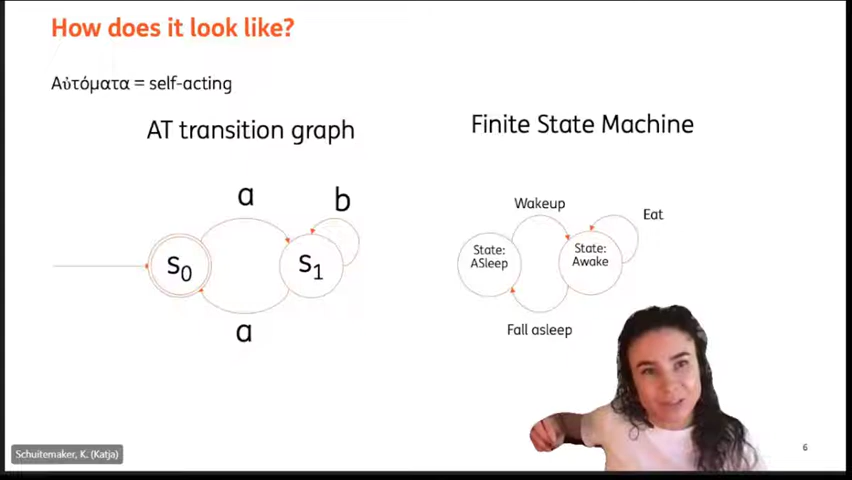 How does it look like?
Αὐτόματα = self-acting
AT transition graph
Finite State Machine
a
b
s0
s1
a
Wakeup
Eat
State:
ASleep
State:
Awake
Fall asleep
Schuitemaker, K. (Katja)
6